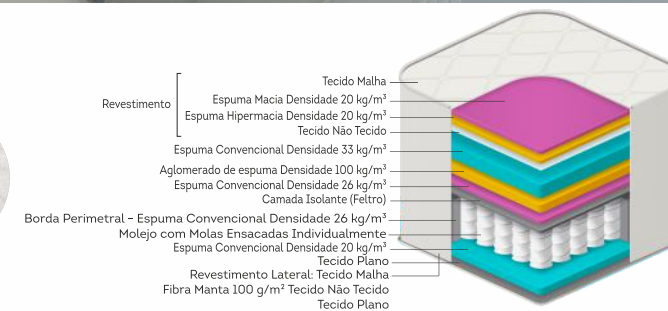 Tecido Malha
Revestimento
Espuma Macia Densidade 20 kg/m³
Espuma Hipermacia Densidade 20 kg/m³
Tecido Não Tecido
Espuma Convencional Densidade 33 kg/m³
Aglomerado de espuma Densidade 100 kg/m³
Espuma Convencional Densidade 26 kg/m³
Camada Isolante (Feltro)
Borda Perimetral – Espuma Convencional Densidade 26 kg/m³
Molejo com Molas Ensacadas Individualmente
Espuma Convencional Densidade 20 kg/m³
Tecido Plano
Revestimento Lateral: Tecido Malha
Fibra Manta 100 g/m² Tecido Não Tecido
Tecido Plano